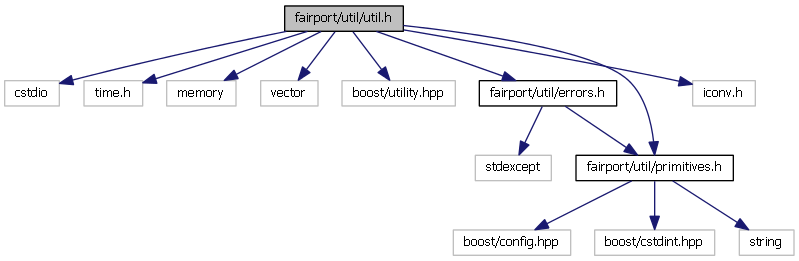 fairport/util/util.h
cstdio
time.h
memory
vector
boost/utility.hpp
fairport/util/errors.h
iconv.h
stdexcept
fairport/util/primitives.h
boost/config.hpp
boost/cstdint.hpp
string